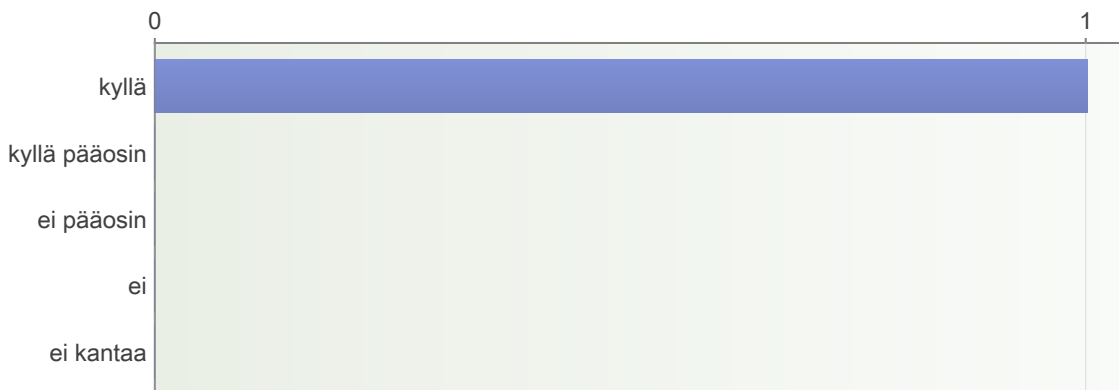 0 1
kyllä
kyllä pääosin
ei pääosin
ei
ei kantaa